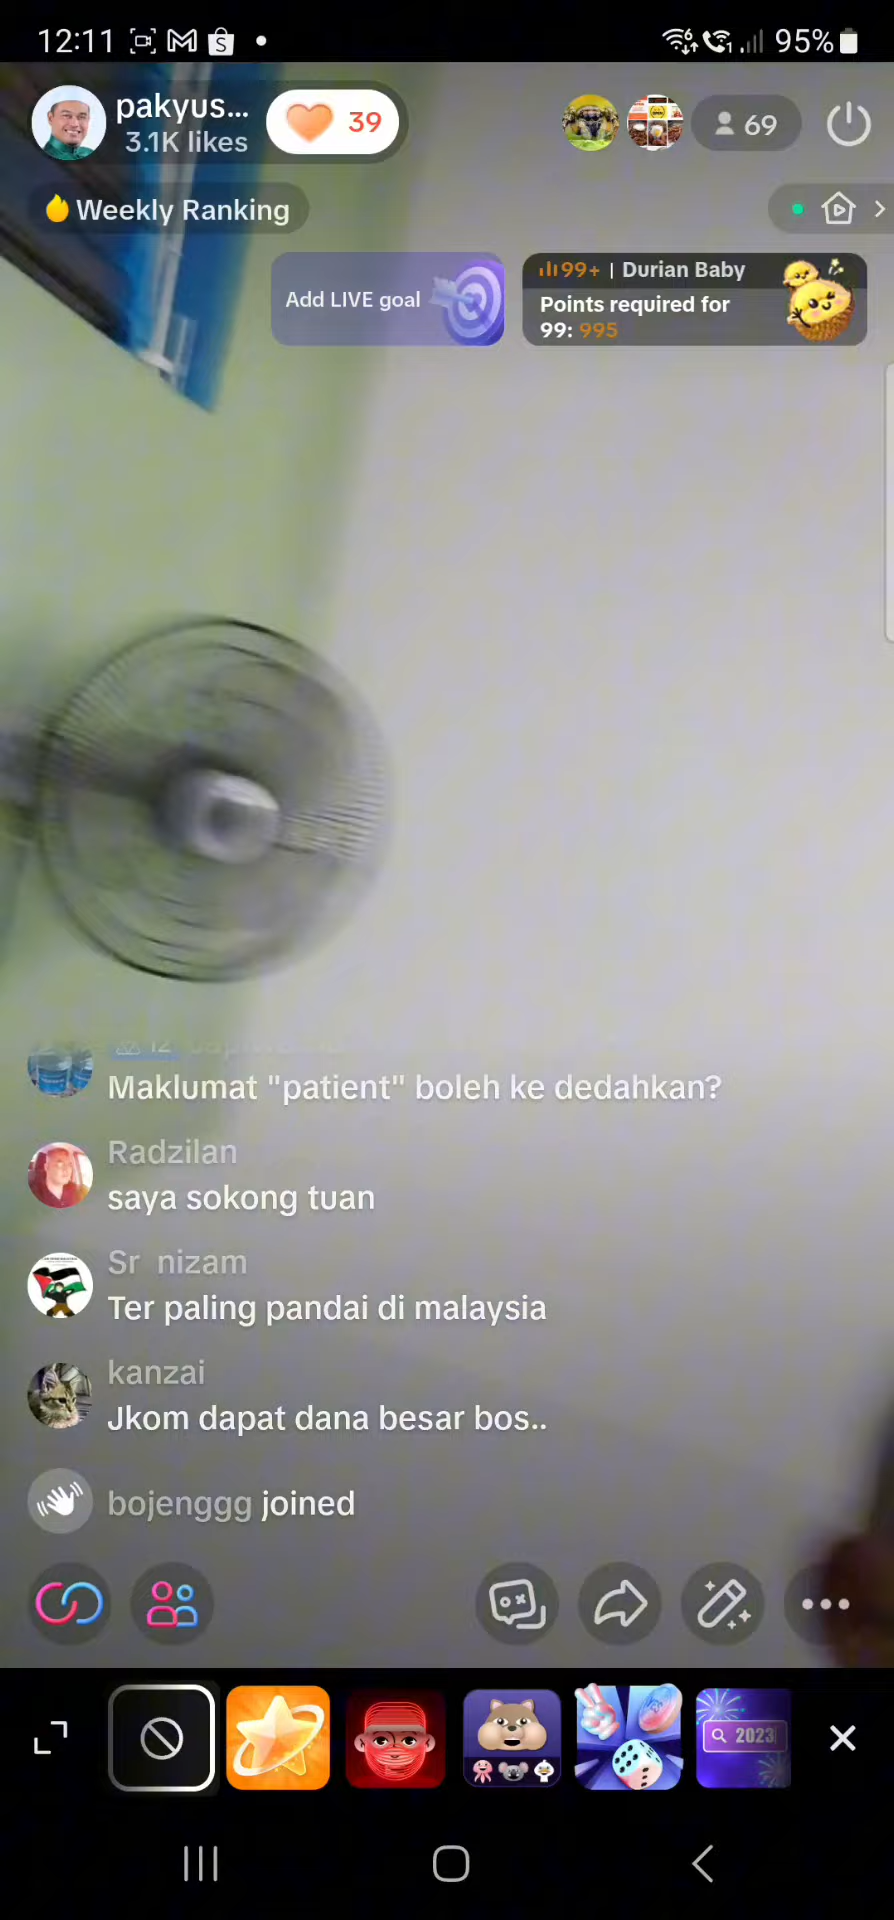 12:11
95%
pakyus...
3.1K likes
39
69
Weekly Ranking
Add LIVE goal
99+ | Durian Baby
Points required for
99: 995
12
Maklumat "patient" boleh ke dedahkan?
Radzilan
saya sokong tuan
Sr nizam
Ter paling pandai di malaysia
kanzai
Jkom dapat dana besar bos..
bojenggg joined
2023